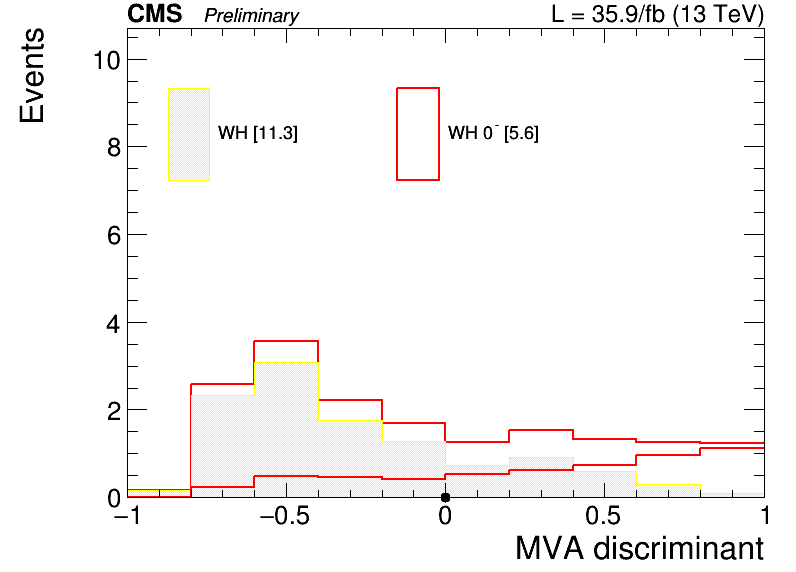 CMS Preliminary L = 35.9/fb (13 TeV)
Events
10
8
6
4
2
0
WH [11.3]
WH 0⁻ [5.6]
−1 −0.5 0 0.5 1
MVA discriminant